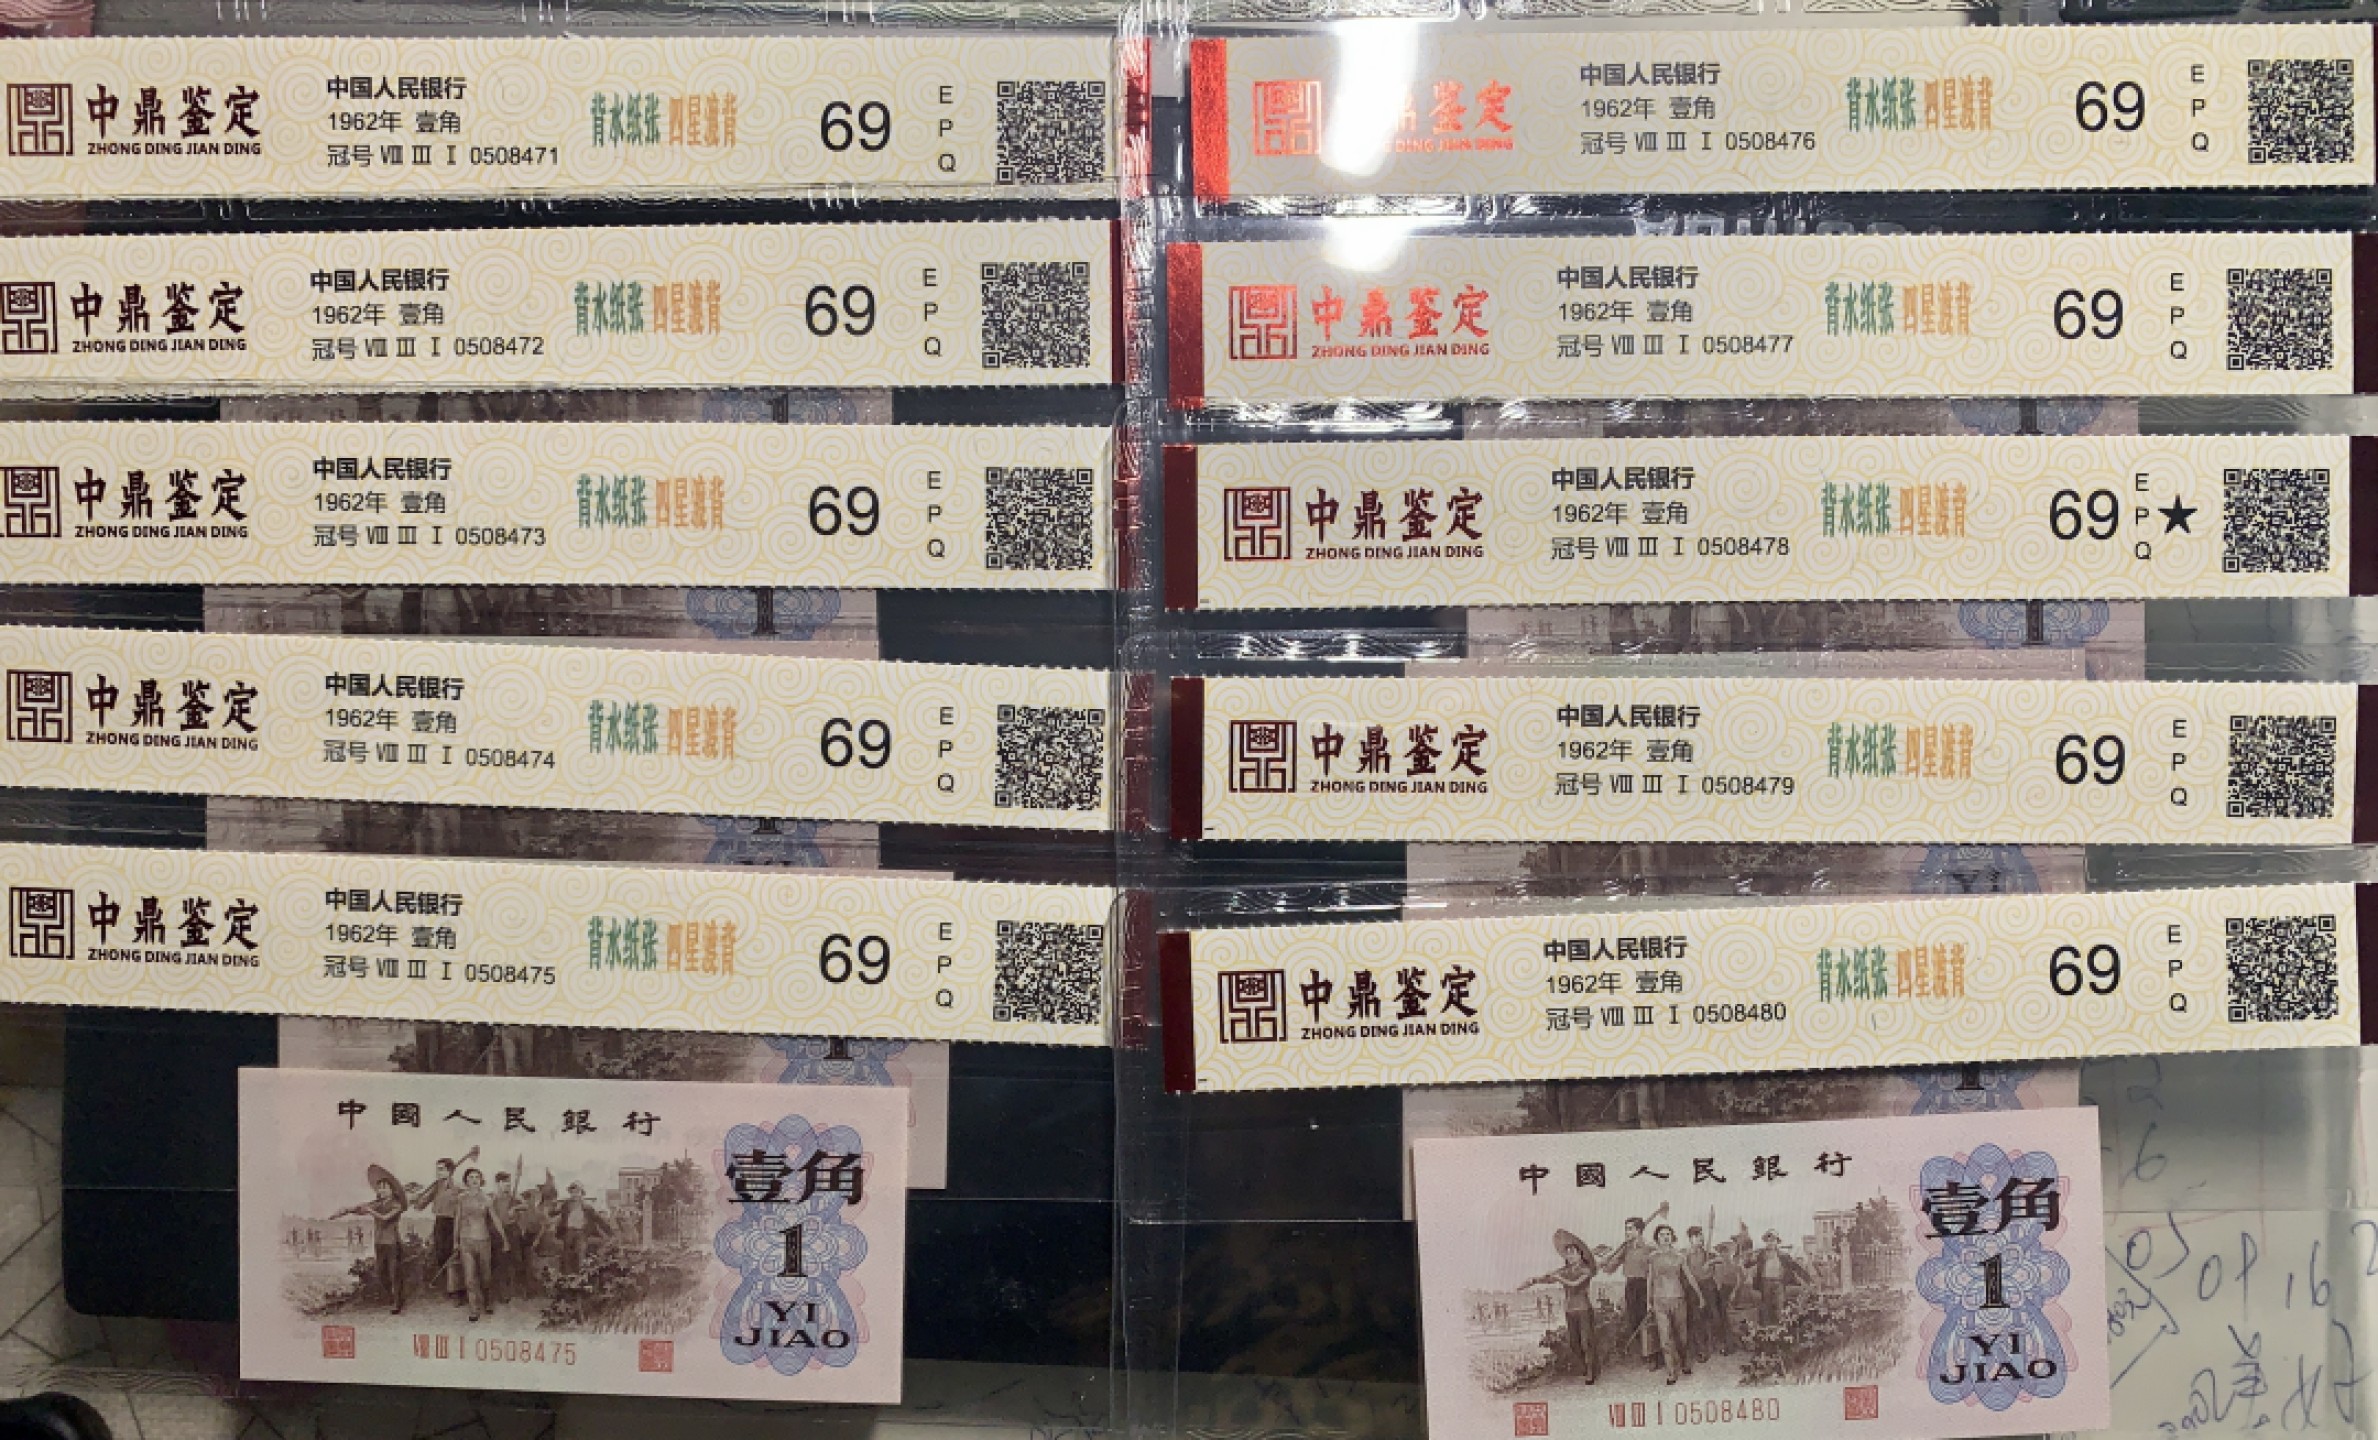 中鼎鉴定
ZHONG DING JIAN DING
中国人民银行
1962年 壹角
冠号 Ⅷ Ⅲ Ⅰ 0508471
背水纸张 四星渡背
69
E
P
Q
中鼎鉴定
ZHONG DING JIAN DING
中国人民银行
1962年 壹角
冠号 Ⅷ Ⅲ Ⅰ 0508472
背水纸张 四星渡背
69
E
P
Q
中鼎鉴定
ZHONG DING JIAN DING
中国人民银行
1962年 壹角
冠号 Ⅷ Ⅲ Ⅰ 0508473
背水纸张 四星渡背
69
E
P
Q
中鼎鉴定
ZHONG DING JIAN DING
中国人民银行
1962年 壹角
冠号 Ⅷ Ⅲ Ⅰ 0508474
背水纸张 四星渡背
69
E
P
Q
中鼎鉴定
ZHONG DING JIAN DING
中国人民银行
1962年 壹角
冠号 Ⅷ Ⅲ Ⅰ 0508475
背水纸张 四星渡背
69
E
P
Q
中國人民銀行
壹角
1
YI
JIAO
Ⅷ Ⅲ Ⅰ 0508475
鉴定
DING JIAN DING
中国人民银行
1962年 壹角
冠号 Ⅷ Ⅲ Ⅰ 0508476
背水纸张 四星渡背
69
E
P
Q
中鼎鉴定
ZHONG DING JIAN DING
中国人民银行
1962年 壹角
冠号 Ⅷ Ⅲ Ⅰ 0508477
背水纸张 四星渡背
69
E
P
Q
中鼎鉴定
ZHONG DING JIAN DING
中国人民银行
1962年 壹角
冠号 Ⅷ Ⅲ Ⅰ 0508478
背水纸张 四星渡背
69
E
P ★
Q
中鼎鉴定
ZHONG DING JIAN DING
中国人民银行
1962年 壹角
冠号 Ⅷ Ⅲ Ⅰ 0508479
背水纸张 四星渡背
69
E
P
Q
中鼎鉴定
ZHONG DING JIAN DING
中国人民银行
1962年 壹角
冠号 Ⅷ Ⅲ Ⅰ 0508480
背水纸张 四星渡背
69
E
P
Q
中國人民銀行
壹角
1
YI
JIAO
Ⅷ Ⅲ Ⅰ 0508480